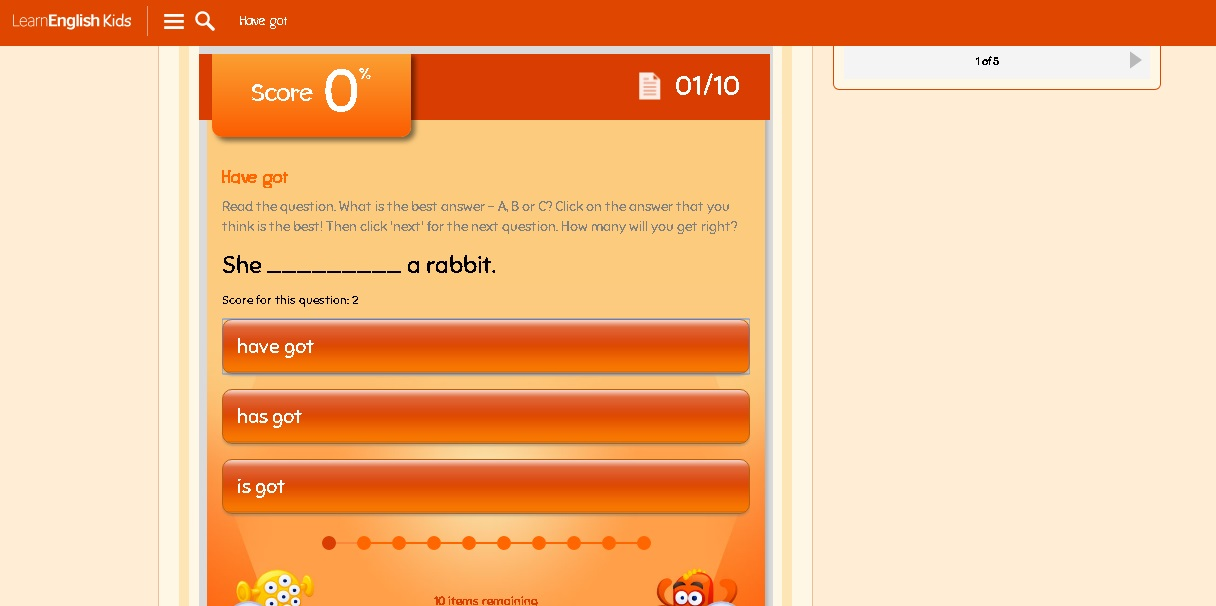 LearnEnglish Kids
Have got
1 of 5
Score 0%
01/10
Have got
Read the question. What is the best answer – A, B or C? Click on the answer that you
think is the best! Then click 'next' for the next question. How many will you get right?
She _________ a rabbit.
Score for this question: 2
have got
has got
is got
10 items remaining